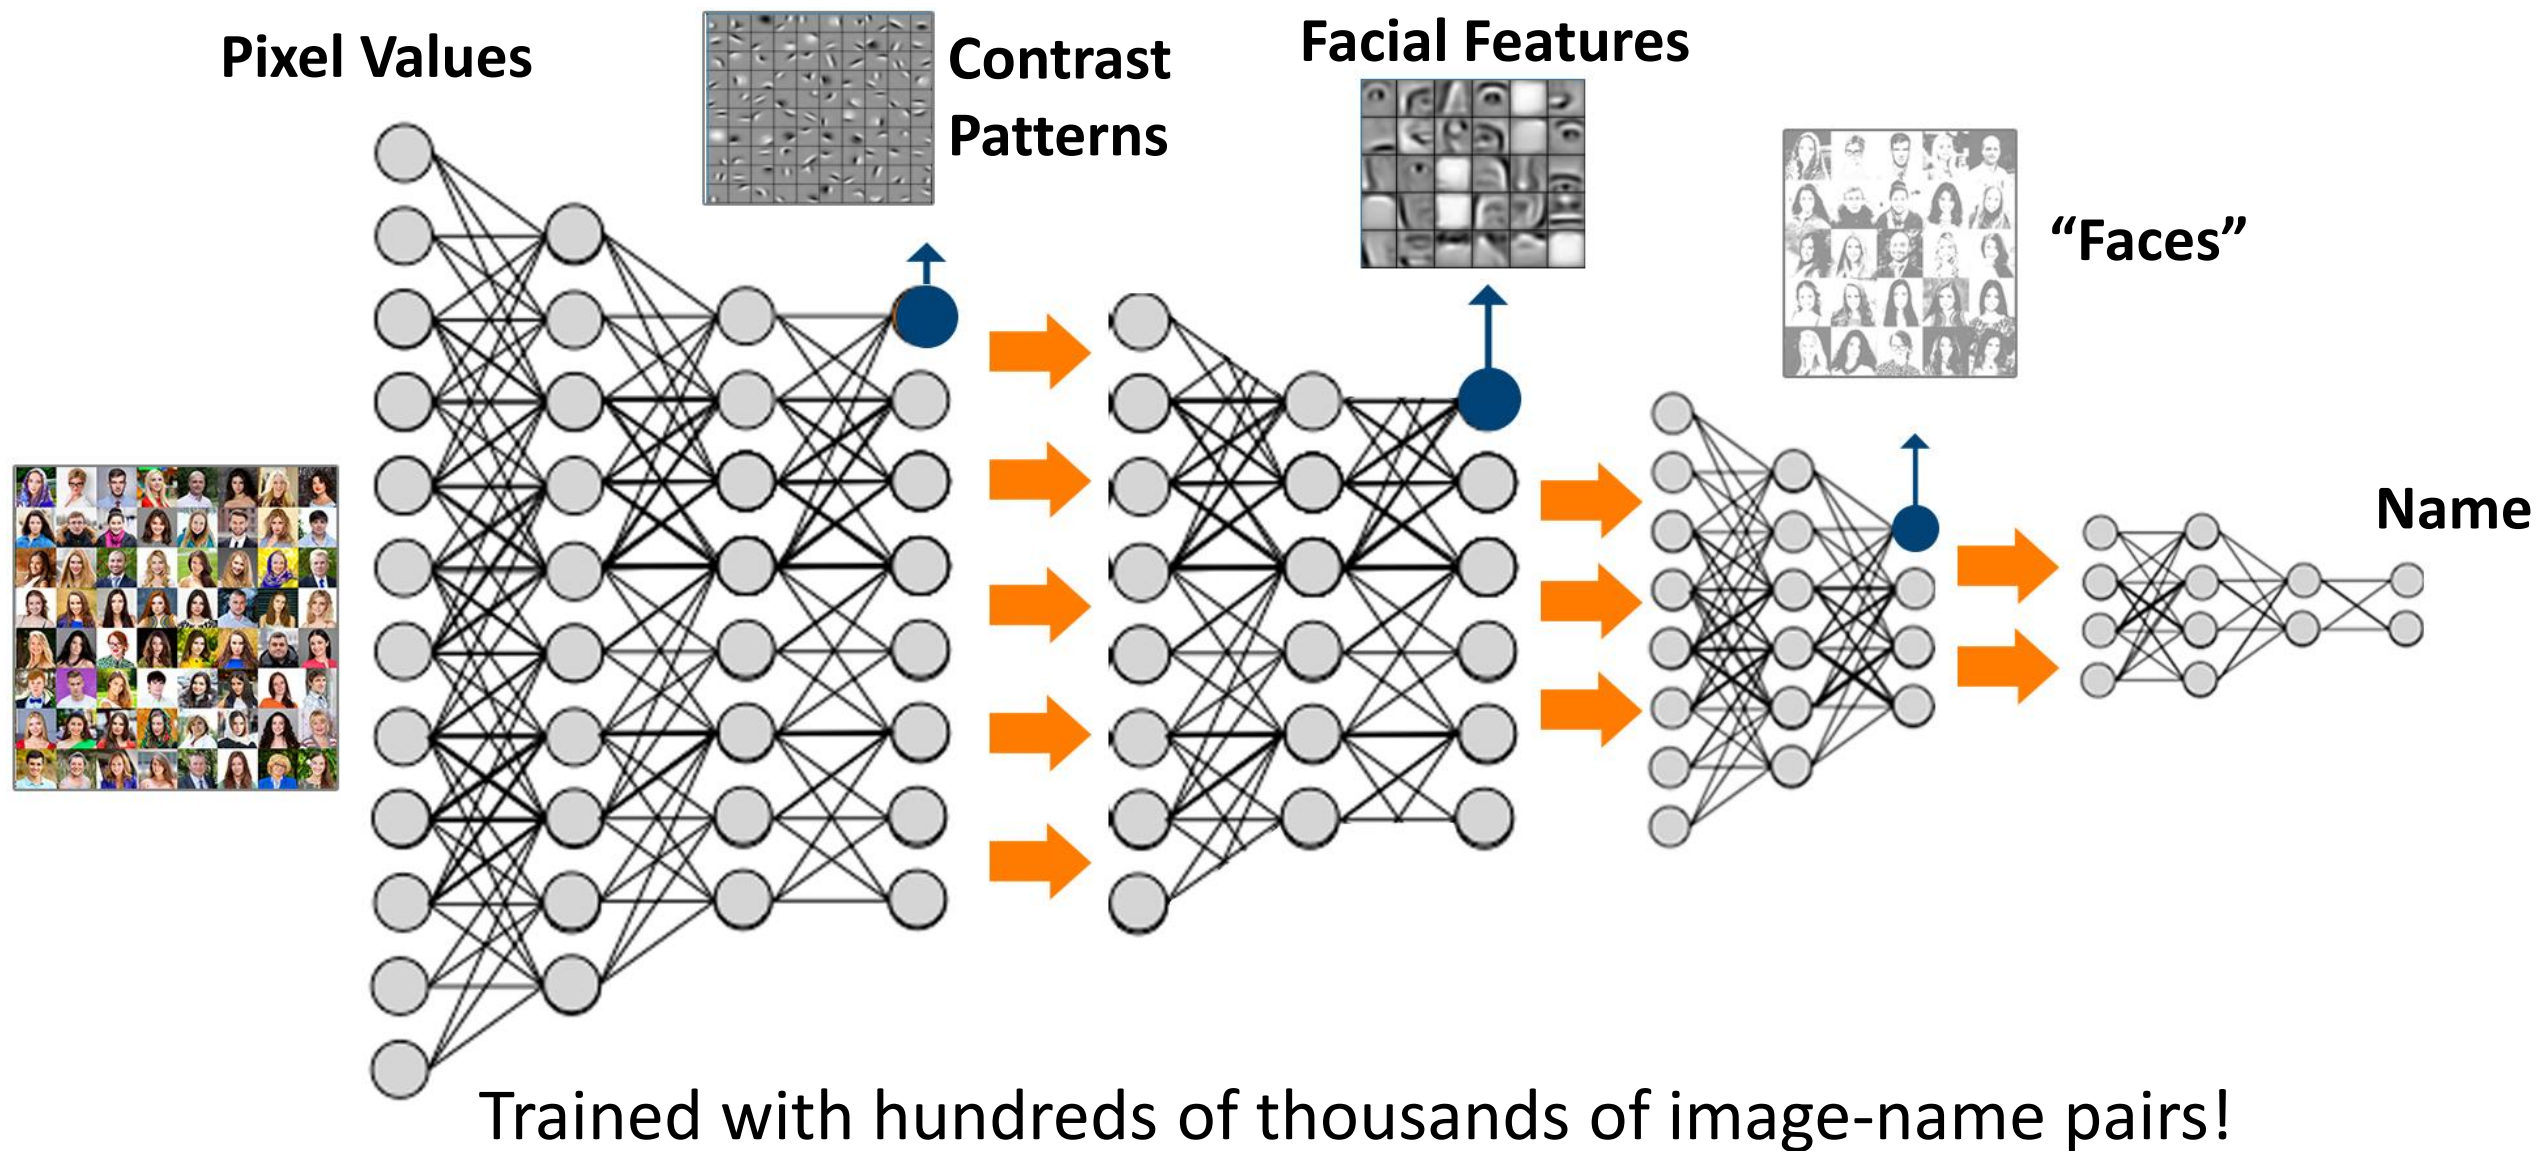 Pixel Values
Contrast
Patterns
Facial Features
“Faces”
Name
Trained with hundreds of thousands of image-name pairs!